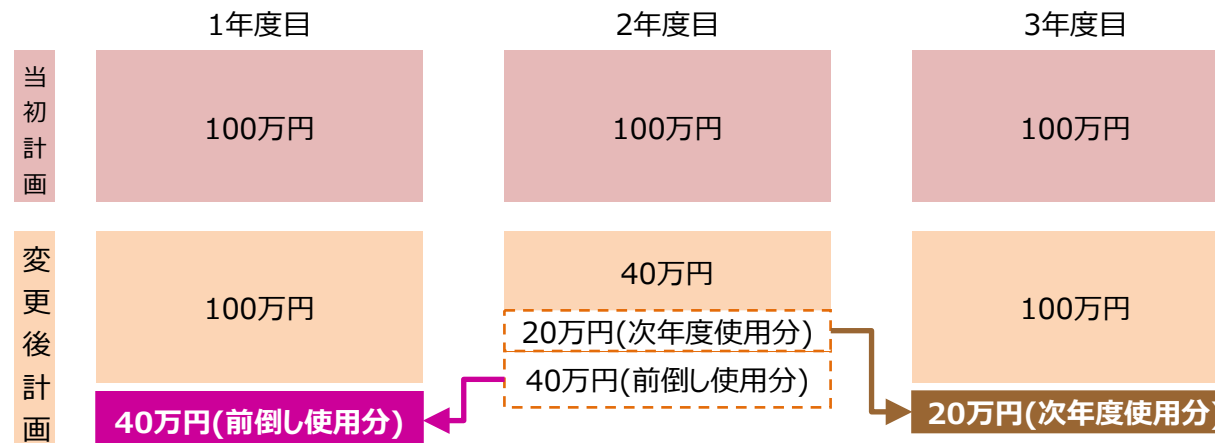 1年度目
2年度目
3年度目
当初計画
100万円
100万円
100万円
変更後計画
100万円
40万円
20万円(次年度使用分)
40万円(前倒し使用分)
100万円
40万円(前倒し使用分)
20万円(次年度使用分)